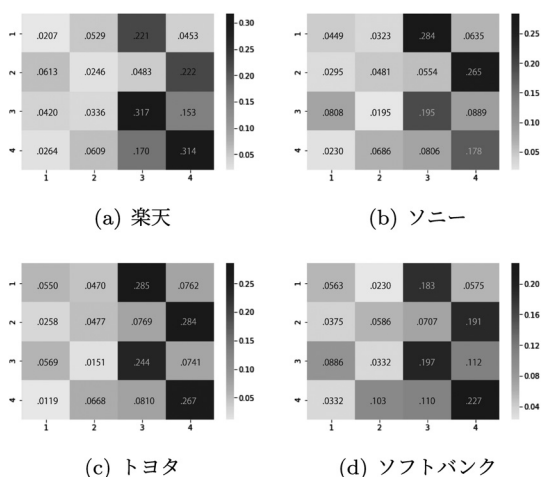 1 .0207 .0529 .221 .0453
2 .0613 .0246 .0483 .222
3 .0420 .0336 .317 .153
4 .0264 .0609 .170 .314
1 2 3 4
0.30
0.25
0.20
0.15
0.10
0.05
(a) 楽天
1 .0449 .0323 .284 .0635
2 .0295 .0481 .0554 .265
3 .0808 .0195 .195 .0889
4 .0230 .0686 .0806 .178
1 2 3 4
0.25
0.20
0.15
0.10
0.05
(b) ソニー
1 .0550 .0470 .285 .0762
2 .0258 .0477 .0769 .284
3 .0569 .0151 .244 .0741
4 .0119 .0668 .0810 .267
1 2 3 4
0.25
0.20
0.15
0.10
0.05
(c) トヨタ
1 .0563 .0230 .183 .0575
2 .0375 .0586 .0707 .191
3 .0886 .0332 .197 .112
4 .0332 .103 .110 .227
1 2 3 4
0.20
0.16
0.12
0.08
0.04
(d) ソフトバンク